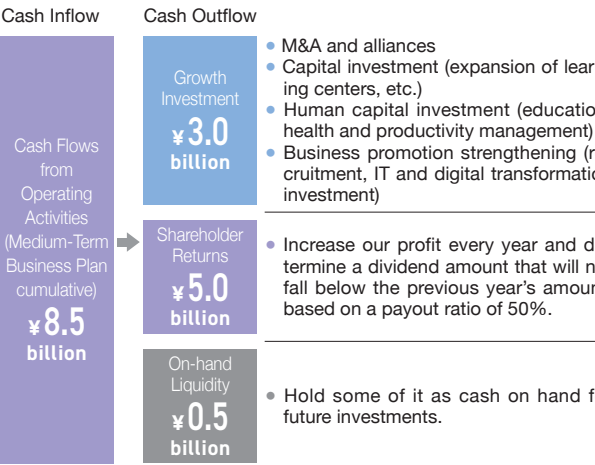 Cash Inflow
Cash Outflow
Cash Flows
from
Operating
Activities
(Medium-Term
Business Plan
cumulative)
¥8.5
billion
Growth
Investment
¥3.0
billion
• M&A and alliances
• Capital investment (expansion of lear
ing centers, etc.)
• Human capital investment (educatio
health and productivity management)
• Business promotion strengthening (r
cruitment, IT and digital transformatio
investment)
Shareholder
Returns
¥5.0
billion
• Increase our profit every year and d
termine a dividend amount that will n
fall below the previous year's amoun
based on a payout ratio of 50%.
On-hand
Liquidity
¥0.5
billion
• Hold some of it as cash on hand f
future investments.